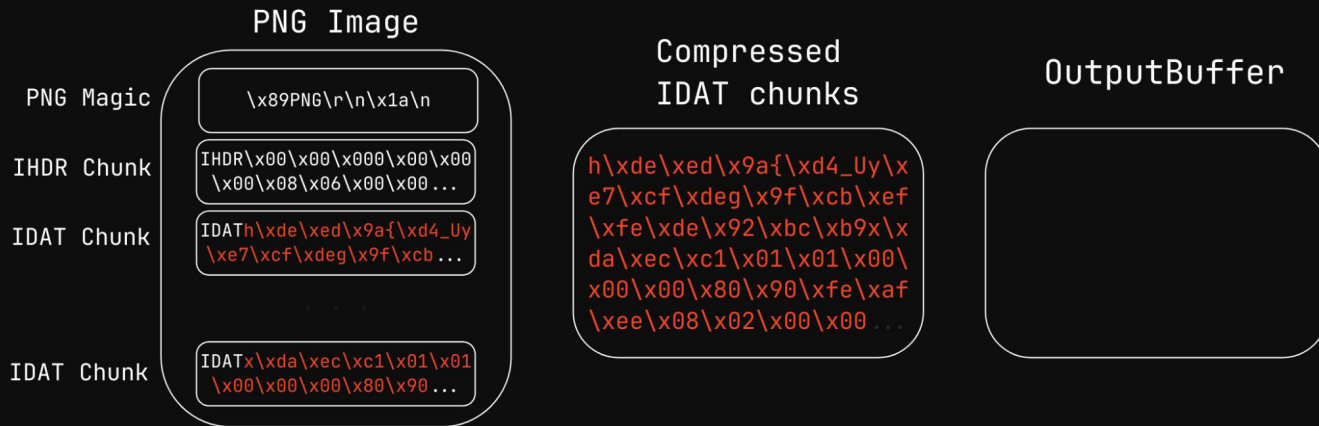 PNG Image
PNG Magic
\x89PNG\r\n\x1a\n
IHDR Chunk
IHDR\x00\x00\x000\x00\x00
\x00\x08\x06\x00\x00...
IDAT Chunk
IDATh\xde\xed\x9a{\xd4_Uy
\xe7\xcf\xdeg\x9f\xcb...
. . .
IDAT Chunk
IDATx\xda\xec\xc1\x01\x01
\x00\x00\x00\x80\x90...
Compressed
IDAT chunks
h\xde\xed\x9a{\xd4_Uy\x
e7\xcf\xdeg\x9f\xcb\xef
\xfe\xde\x92\xbc\xb9x\x
da\xec\xc1\x01\x01\x00\
x00\x00\x80\x90\xfe\xaf
\xee\x08\x02\x00\x00...
OutputBuffer